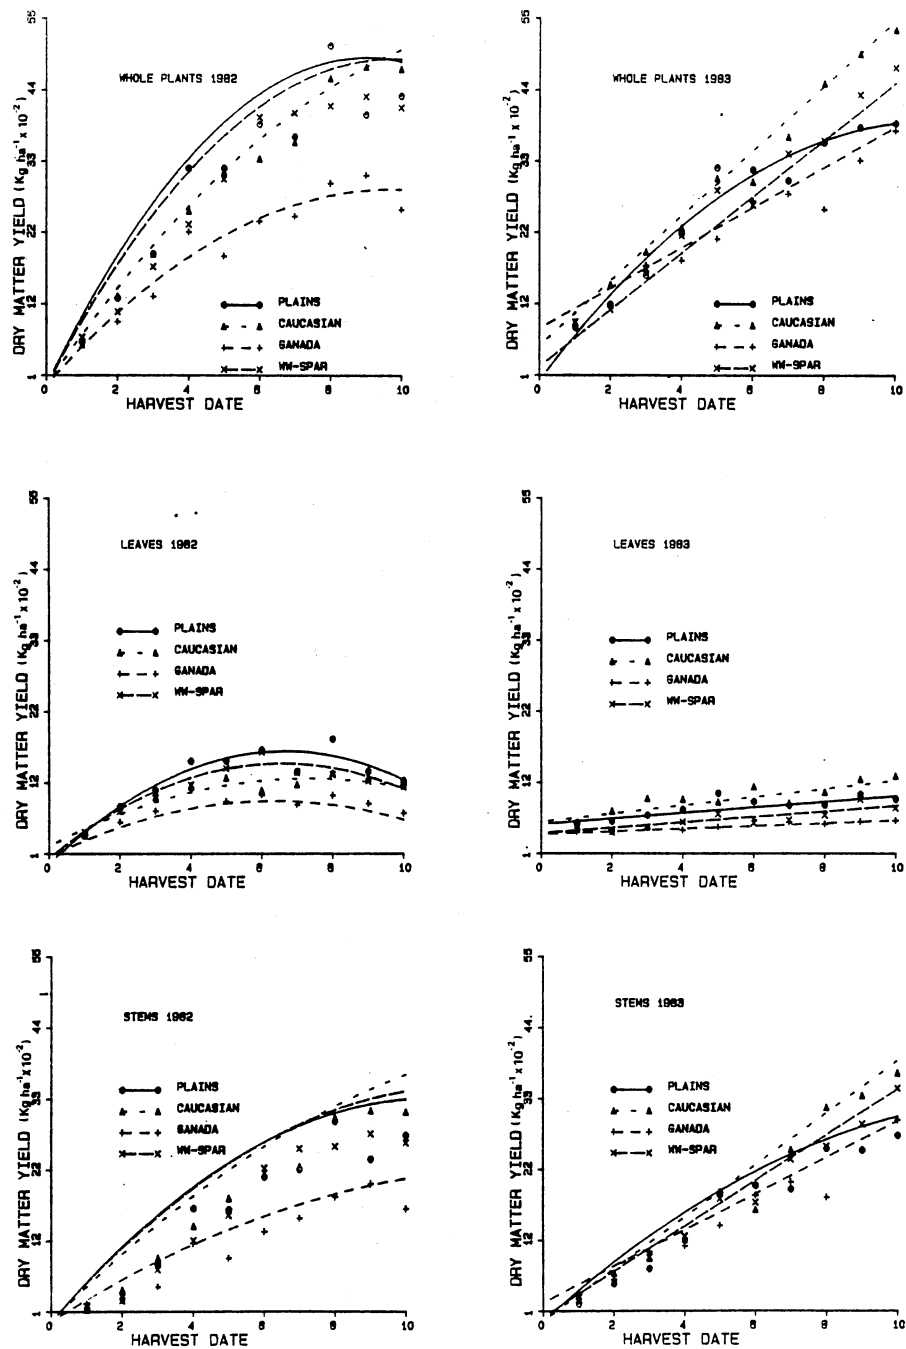 WHOLE PLANTS 1982
DRY MATTER YIELD (Kg ha⁻¹ x 10⁻²)
55
44
33
22
12
1
PLAINS
CAUCASIAN
GANADA
WW-SPAR
0 2 4 6 8 10
HARVEST DATE
WHOLE PLANTS 1983
DRY MATTER YIELD (Kg ha⁻¹ x 10⁻²)
55
44
33
22
12
1
PLAINS
CAUCASIAN
GANADA
WW-SPAR
0 2 4 6 8 10
HARVEST DATE
LEAVES 1982
DRY MATTER YIELD (Kg ha⁻¹ x 10⁻²)
55
44
33
22
12
1
PLAINS
CAUCASIAN
GANADA
WW-SPAR
0 2 4 6 8 10
HARVEST DATE
LEAVES 1983
DRY MATTER YIELD (Kg ha⁻¹ x 10⁻²)
55
44
33
22
12
1
PLAINS
CAUCASIAN
GANADA
WW-SPAR
0 2 4 6 8 10
HARVEST DATE
STEMS 1982
DRY MATTER YIELD (Kg ha⁻¹ x 10⁻²)
55
44
33
22
12
1
PLAINS
CAUCASIAN
GANADA
WW-SPAR
0 2 4 6 8 10
HARVEST DATE
STEMS 1983
DRY MATTER YIELD (Kg ha⁻¹ x 10⁻²)
55
44
33
22
12
1
PLAINS
CAUCASIAN
GANADA
WW-SPAR
0 2 4 6 8 10
HARVEST DATE